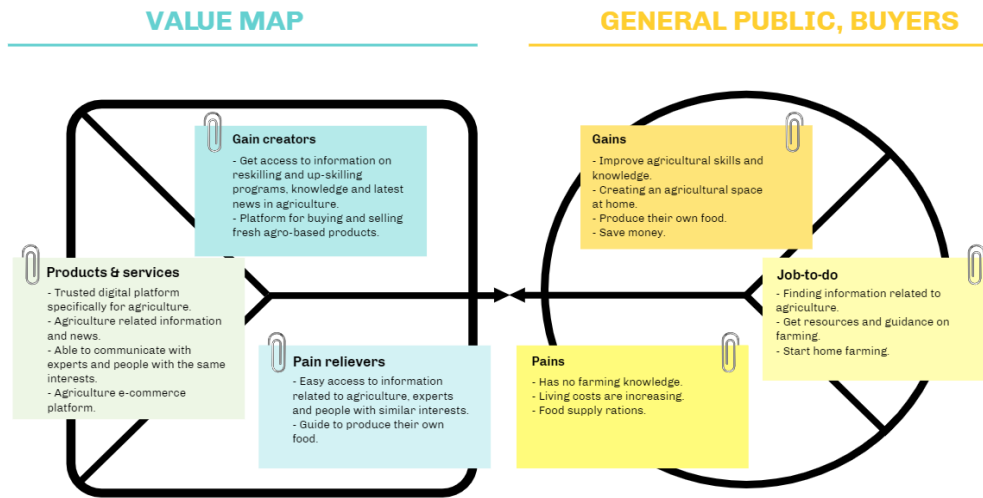 VALUE MAP
GENERAL PUBLIC, BUYERS
Gain creators
- Get access to information on
reskilling and up-skilling
programs, knowledge and latest
news in agriculture.
- Platform for buying and selling
fresh agro-based products.
Products & services
- Trusted digital platform
specifically for agriculture.
- Agriculture related information
and news.
- Able to communicate with
experts and people with the same
interests.
- Agriculture e-commerce
platform.
Pain relievers
- Easy access to information
related to agriculture, experts
and people with similar interests.
- Guide to produce their own
food.
Gains
- Improve agricultural skills and
knowledge.
- Creating an agricultural space
at home.
- Produce their own food.
- Save money.
Job-to-do
- Finding information related to
agriculture.
- Get resources and guidance on
farming.
- Start home farming.
Pains
- Has no farming knowledge.
- Living costs are increasing.
- Food supply rations.